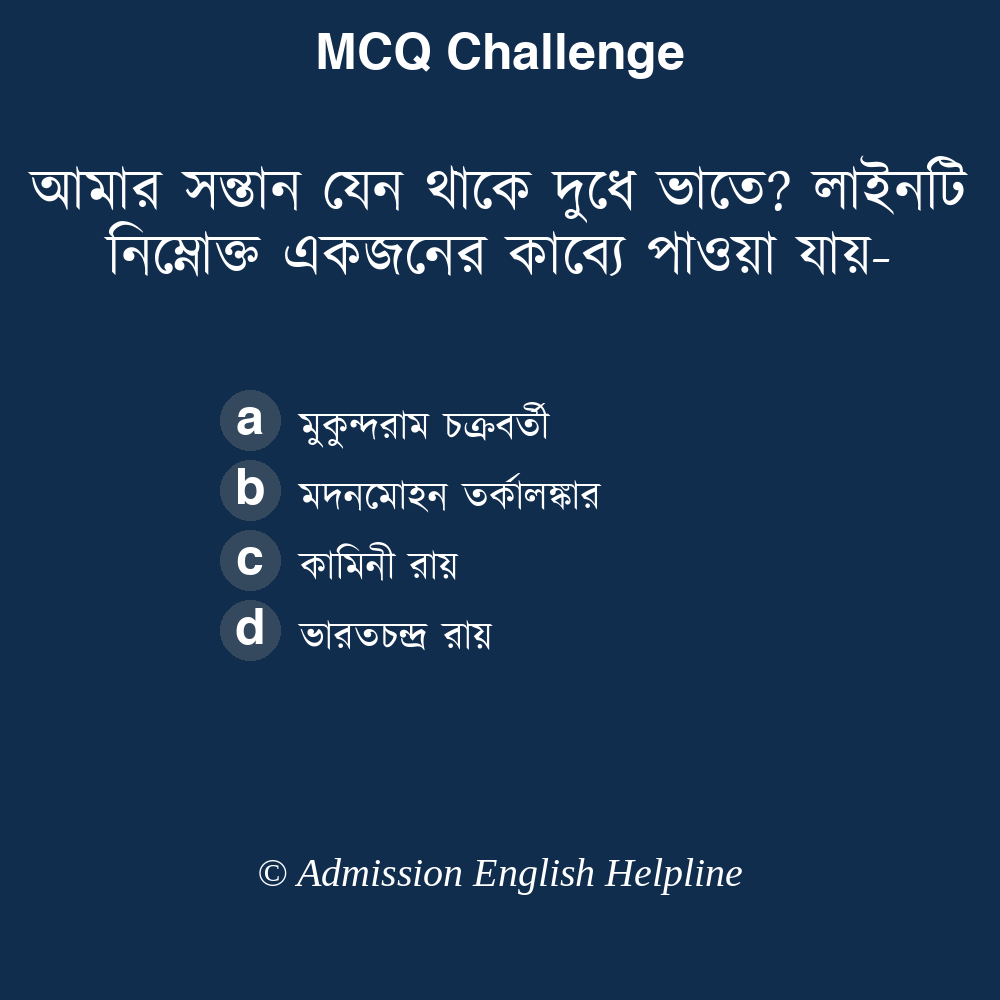 MCQ Challenge
আমার সন্তান যেন থাকে দুধে ভাতে? লাইনটি
নিম্নোক্ত একজনের কাব্যে পাওয়া যায়-
a মুকুন্দরাম চক্রবর্তী
b মদনমোহন তর্কালঙ্কার
c কামিনী রায়
d ভারতচন্দ্র রায়
© Admission English Helpline